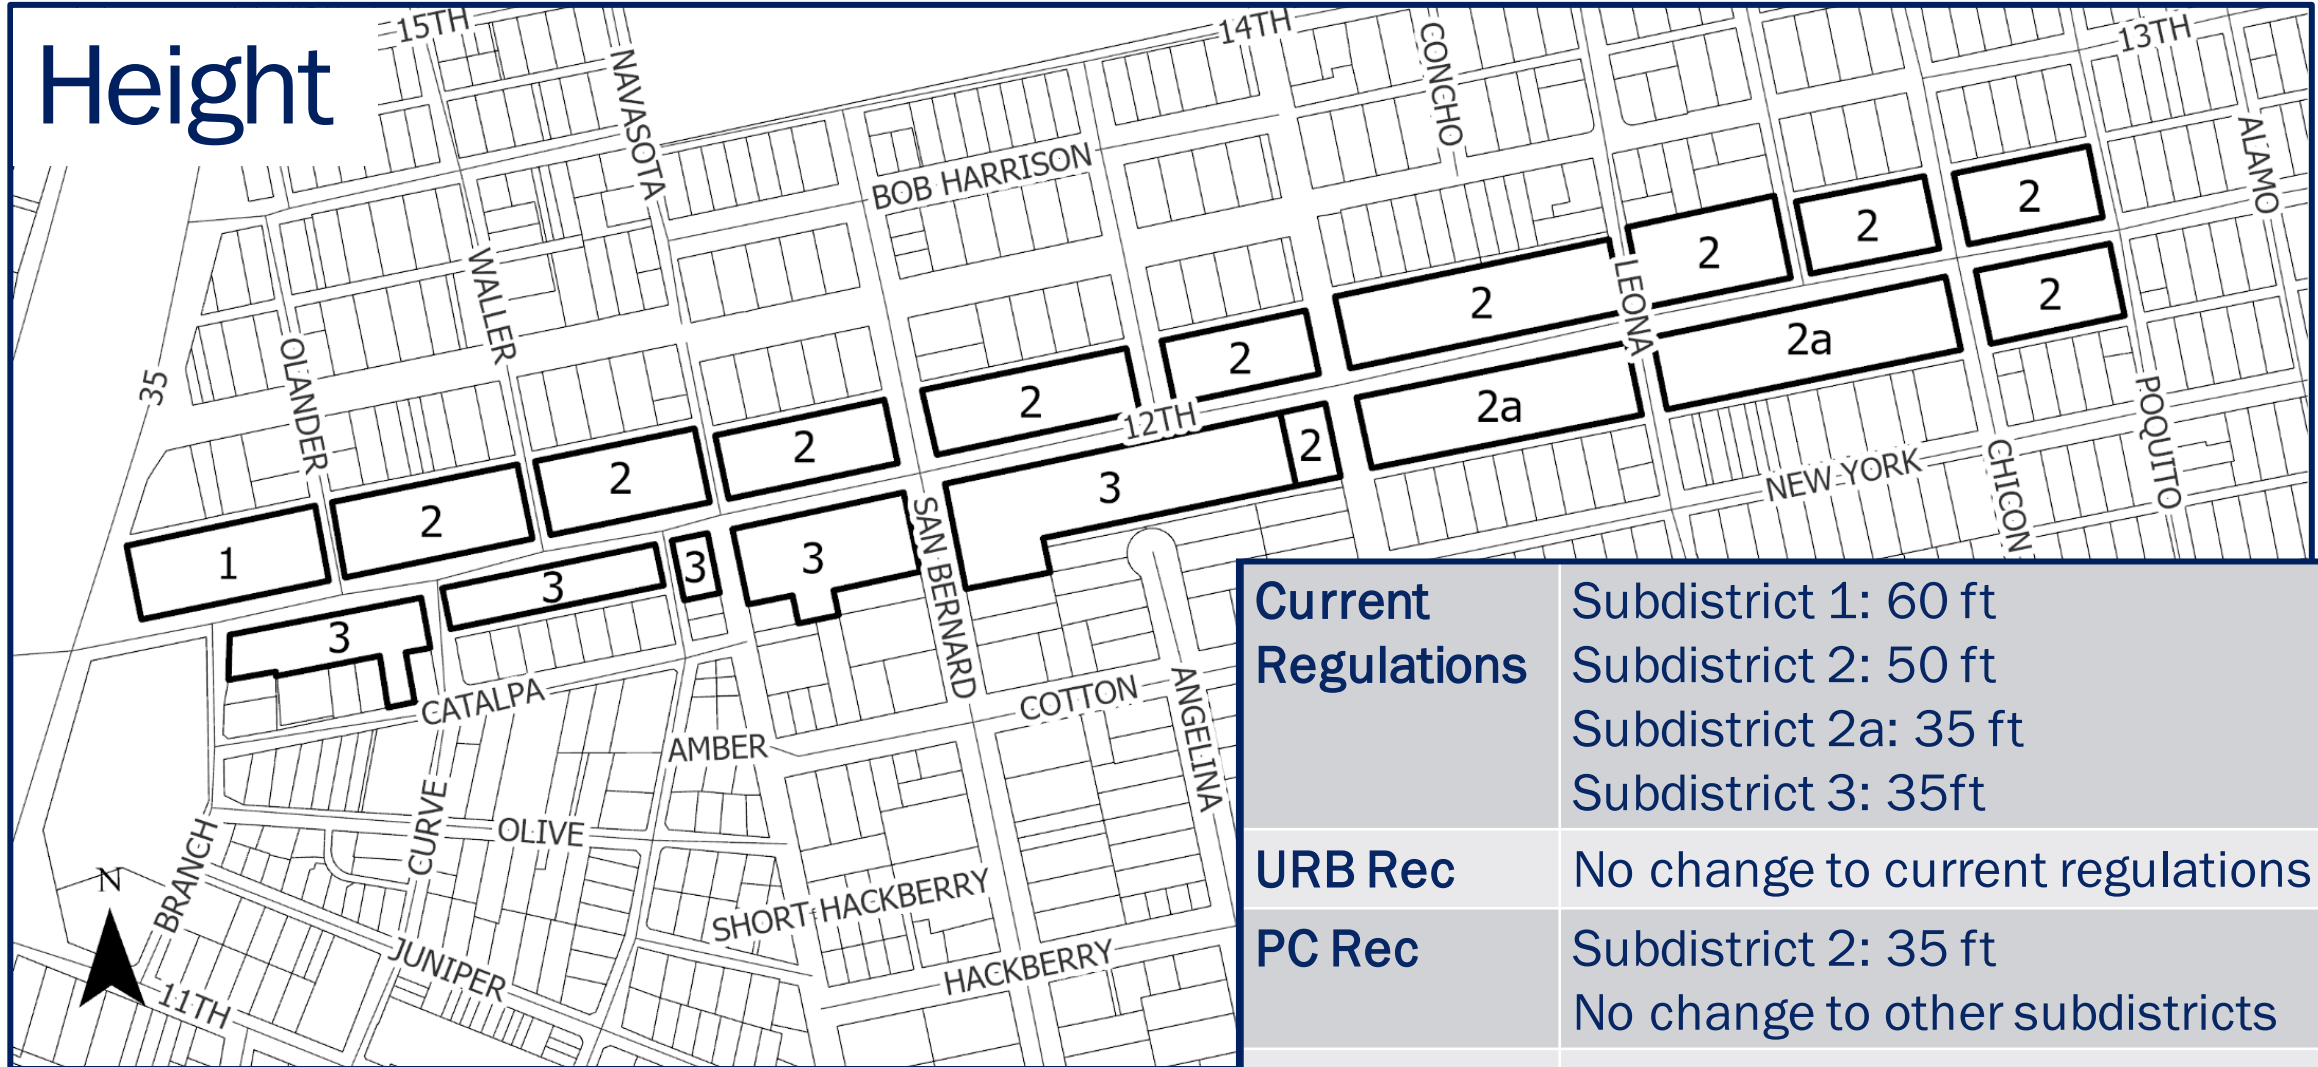 Height
15TH
14TH
13TH
NAVASOTA
CONCHO
ALAMO
BOB HARRISON
WALLER
OLANDER
35
LEONA
2
2
2
2
2
2a
2
2
12TH
2a
2
2
2
3
2
1
3
3
3
3
SAN BERNARD
NEW YORK
CHICON
POQUITO
CATALPA
COTTON
AMBER
ANGELINA
CURVE
OLIVE
BRANCH
N
SHORT HACKBERRY
JUNIPER
HACKBERRY
11TH
Current Regulations
Subdistrict 1: 60 ft
Subdistrict 2: 50 ft
Subdistrict 2a: 35 ft
Subdistrict 3: 35ft
URB Rec
No change to current regulations
PC Rec
Subdistrict 2: 35 ft
No change to other subdistricts